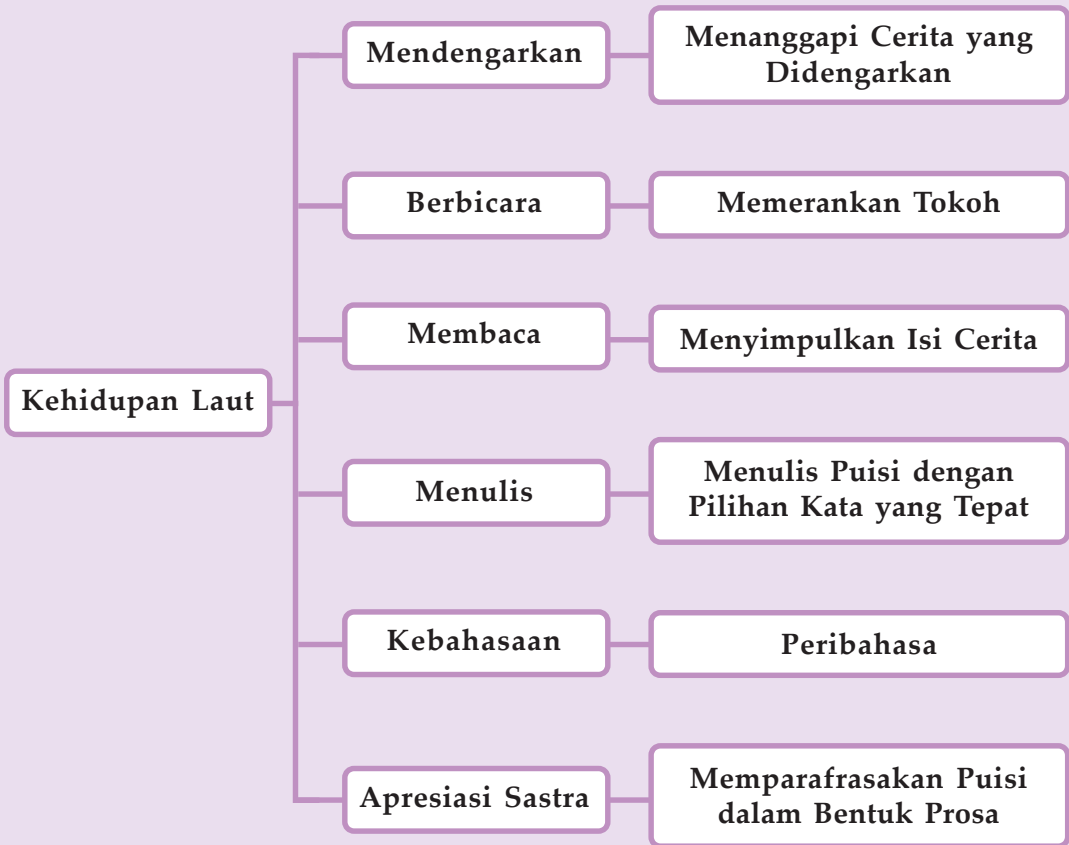 Mendengarkan
Menanggapi Cerita yang
Didengarkan
Berbicara
Memerankan Tokoh
Membaca
Menyimpulkan Isi Cerita
Kehidupan Laut
Menulis
Menulis Puisi dengan
Pilihan Kata yang Tepat
Kebahasaan
Peribahasa
Apresiasi Sastra
Memparafrasakan Puisi
dalam Bentuk Prosa